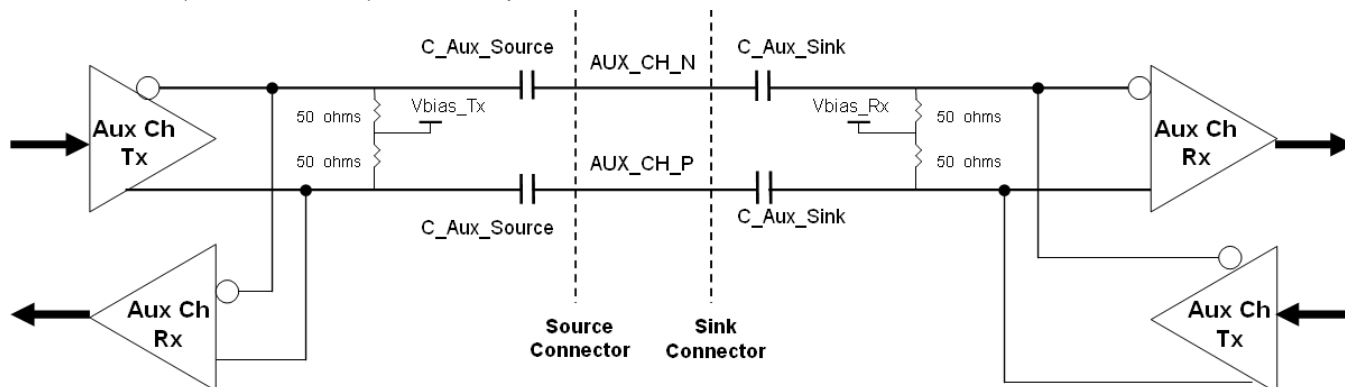 C_Aux_Source
AUX_CH_N
C_Aux_Sink
Aux Ch
Tx
50 ohms
Vbias_Tx
50 ohms
Vbias_Rx
50 ohms
50 ohms
Aux Ch
Rx
AUX_CH_P
C_Aux_Source
C_Aux_Sink
Aux Ch
Rx
Source
Connector
Sink
Connector
Aux Ch
Tx